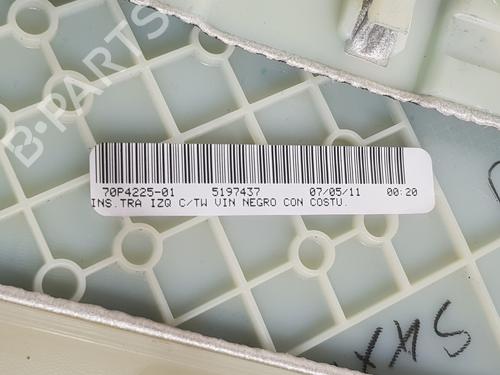 B-PARTS
70P4225-01 5197437 07/05/11 00:20
INS.TRA IZQ C/TW VIN NEGRO CON COSTU.